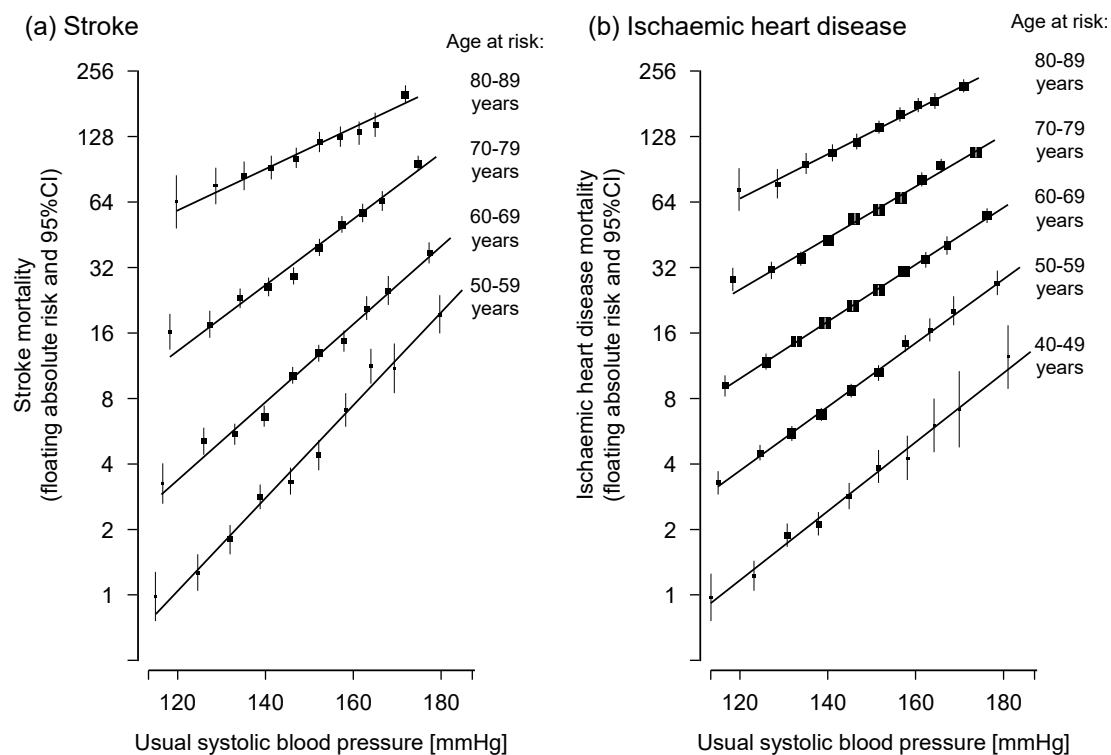 (a) Stroke
Age at risk:
256
128
64
32
16
8
4
2
1
Stroke mortality
(floating absolute risk and 95%CI)
80-89
years
70-79
years
60-69
years
50-59
years
120
140
160
180
Usual systolic blood pressure [mmHg]
(b) Ischaemic heart disease
Age at risk:
256
128
64
32
16
8
4
2
1
Ischaemic heart disease mortality
(floating absolute risk and 95%CI)
80-89
years
70-79
years
60-69
years
50-59
years
40-49
years
120
140
160
180
Usual systolic blood pressure [mmHg]